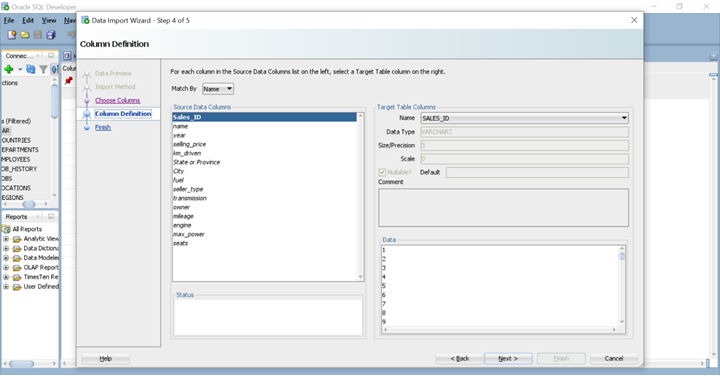 Oracle SQL Developer
Data Import Wizard - Step 4 of 5
File Edit View
Column Definition
Connec...
ctions
s (Filtered)
AR
OUNTRIES
EPARTMENTS
MPLOYEES
OB_HISTORY
OBS
OCATIONS
EGIONS
Reports
All Reports
Analytic View
Data Dictiona
Data Modeler
OLAP Report
TimesTen Re
User Defined
Data Preview
Import Method
Choose Columns
Column Definition
Finish
For each column in the Source Data Columns list on the left, select a Target Table column on the right.
Match By Name
Source Data Columns
Sales_ID
name
year
selling_price
km_driven
State or Province
City
fuel
seller_type
transmission
owner
mileage
engine
max_power
seats
Status
Target Table Columns
Name SALES_ID
Data Type VARCHAR2
Size/Precision 3
Scale 0
Nullable? Default
Comment
Data
1
2
3
4
5
6
7
8
9
Help
< Back Next > Finish Cancel